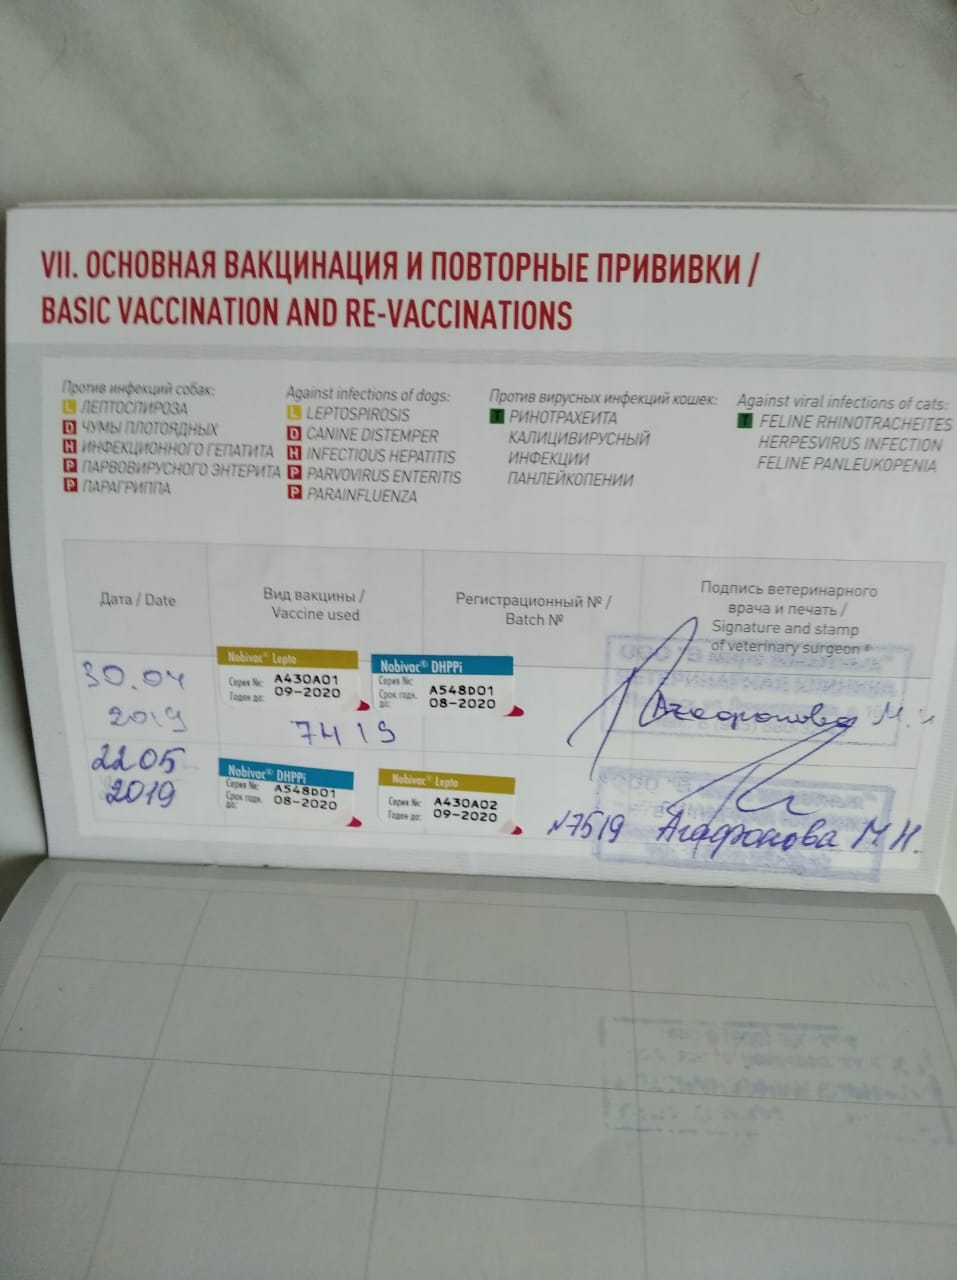 VII. ОСНОВНАЯ ВАКЦИНАЦИЯ И ПОВТОРНЫЕ ПРИВИВКИ /
BASIC VACCINATION AND RE-VACCINATIONS
Против инфекций собак:
L ЛЕПТОСПИРОЗА
D ЧУМЫ ПЛОТОЯДНЫХ
H ИНФЕКЦИОННОГО ГЕПАТИТА
P ПАРВОВИРУСНОГО ЭНТЕРИТА
P ПАРАГРИППА
Against infections of dogs:
L LEPTOSPIROSIS
D CANINE DISTEMPER
H INFECTIOUS HEPATITIS
P PARVOVIRUS ENTERITIS
P PARAINFLUENZA
Против вирусных инфекций кошек:
T РИНОТРАХЕИТА
КАЛИЦИВИРУСНЫЙ
ИНФЕКЦИИ
ПАНЛЕЙКОПЕНИИ
Against viral infections of cats:
T FELINE RHINOTRACHEITES
HERPESVIRUS INFECTION
FELINE PANLEUKOPENIA
Дата / Date
Вид вакцины /
Vaccine used
Регистрационный № /
Batch №
Подпись ветеринарного
врача и печать /
Signature and stamp
of veterinary surgeon
30.04
2019
Nobivac® Lepto
Серия №: A430A01
Годен до: 09-2020
Nobivac® DHPPi
Серия №: A548D01
Срок годн. до: 08-2020
7419
Агафонова М.Н
22.05
2019
Nobivac® DHPPi
Серия №: A548D01
Срок годн. до: 08-2020
Nobivac® Lepto
Серия №: A430A02
Годен до: 09-2020
№7519 Агафонова М.Н.